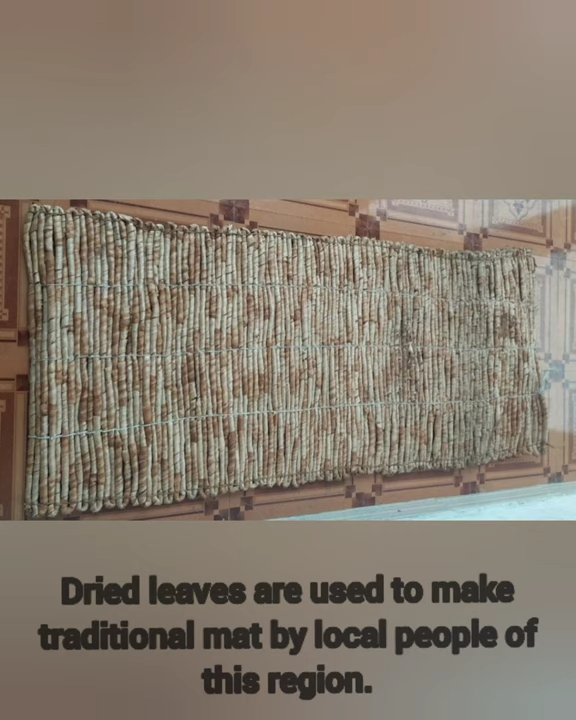 Dried leaves are used to make
traditional mat by local people of
this region.